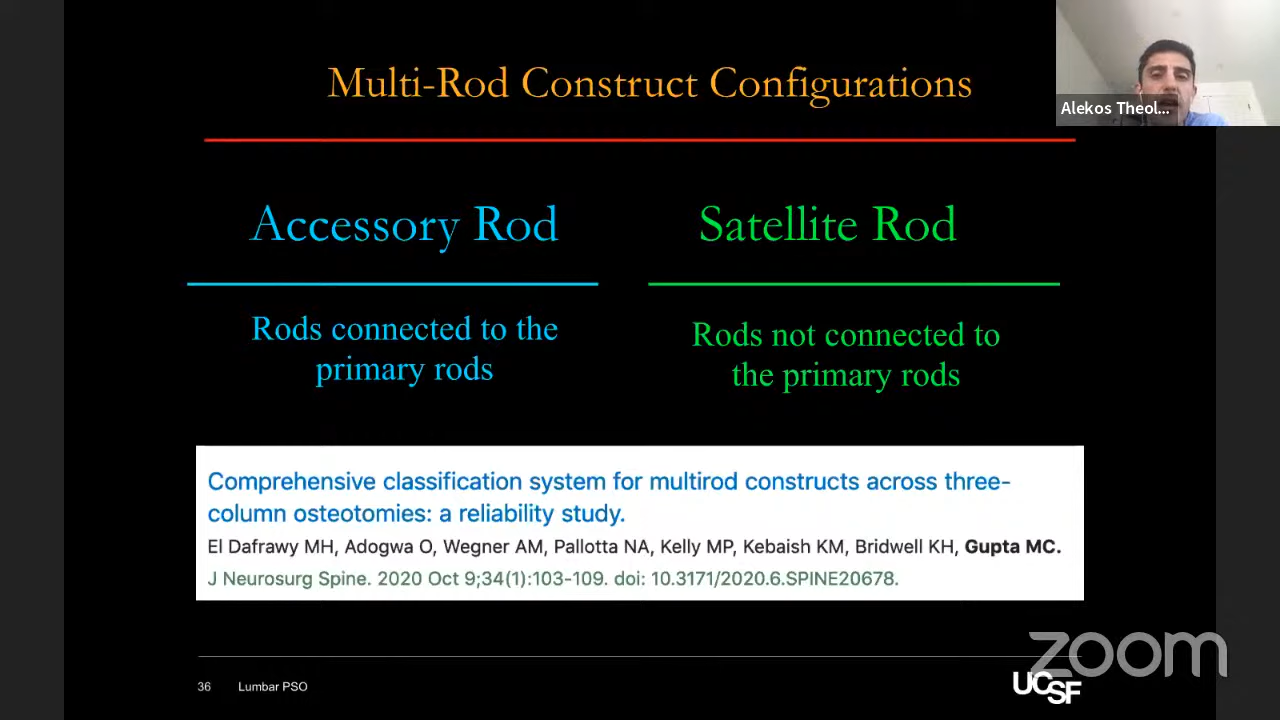 Multi-Rod Construct Configurations
Alekos Theol...
Accessory Rod
Satellite Rod
Rods connected to the
primary rods
Rods not connected to
the primary rods
Comprehensive classification system for multirod constructs across three-
column osteotomies: a reliability study.
El Dafrawy MH, Adogwa O, Wegner AM, Pallotta NA, Kelly MP, Kebaish KM, Bridwell KH, Gupta MC.
J Neurosurg Spine. 2020 Oct 9;34(1):103-109. doi: 10.3171/2020.6.SPINE20678.
zoom
36 Lumbar PSO
UCSF